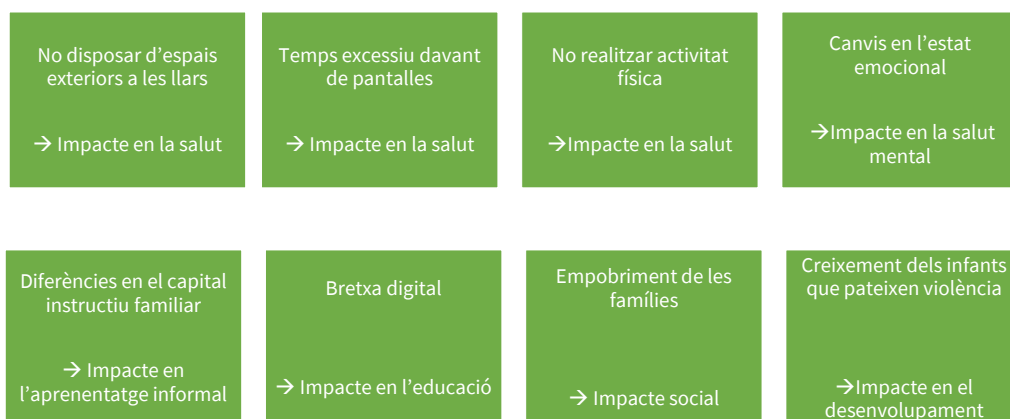 No disposar d'espais
exteriors a les llars
→ Impacte en la salut
Temps excessiu davant
de pantalles
→ Impacte en la salut
No realitzar activitat
física
→Impacte en la salut
Canvis en l'estat
emocional
→Impacte en la salut
mental
Diferències en el capital
instructiu familiar
→ Impacte en
l'aprenentatge informal
Bretxa digital
→ Impacte en l'educació
Empobriment de les
famílies
→ Impacte social
Creixement dels infants
que pateixen violència
→Impacte en el
desenvolupament